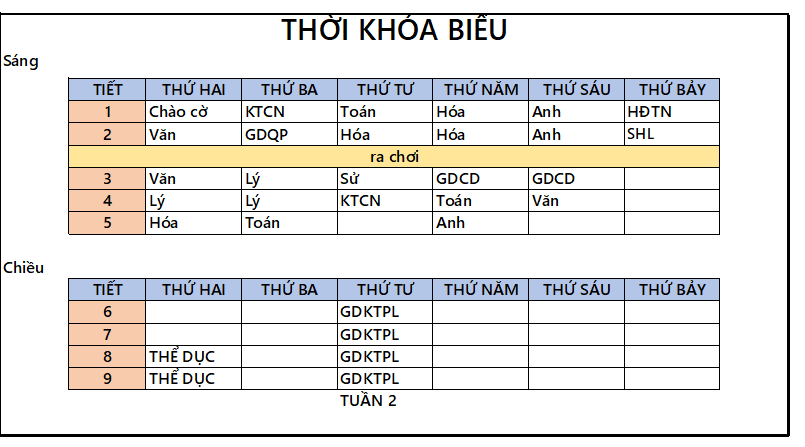 THỜI KHÓA BIỂU
Sáng
TIẾT THỨ HAI THỨ BA THỨ TƯ THỨ NĂM THỨ SÁU THỨ BẢY
1 Chào cờ KTCN Toán Hóa Anh HĐTN
2 Văn GDQP Hóa Hóa Anh SHL
ra chơi
3 Văn Lý Sử GDCD GDCD
4 Lý Lý KTCN Toán Văn
5 Hóa Toán Anh
Chiều
TIẾT THỨ HAI THỨ BA THỨ TƯ THỨ NĂM THỨ SÁU THỨ BẢY
6 GDKTPL
7 GDKTPL
8 THỂ DỤC GDKTPL
9 THỂ DỤC GDKTPL
TUẦN 2